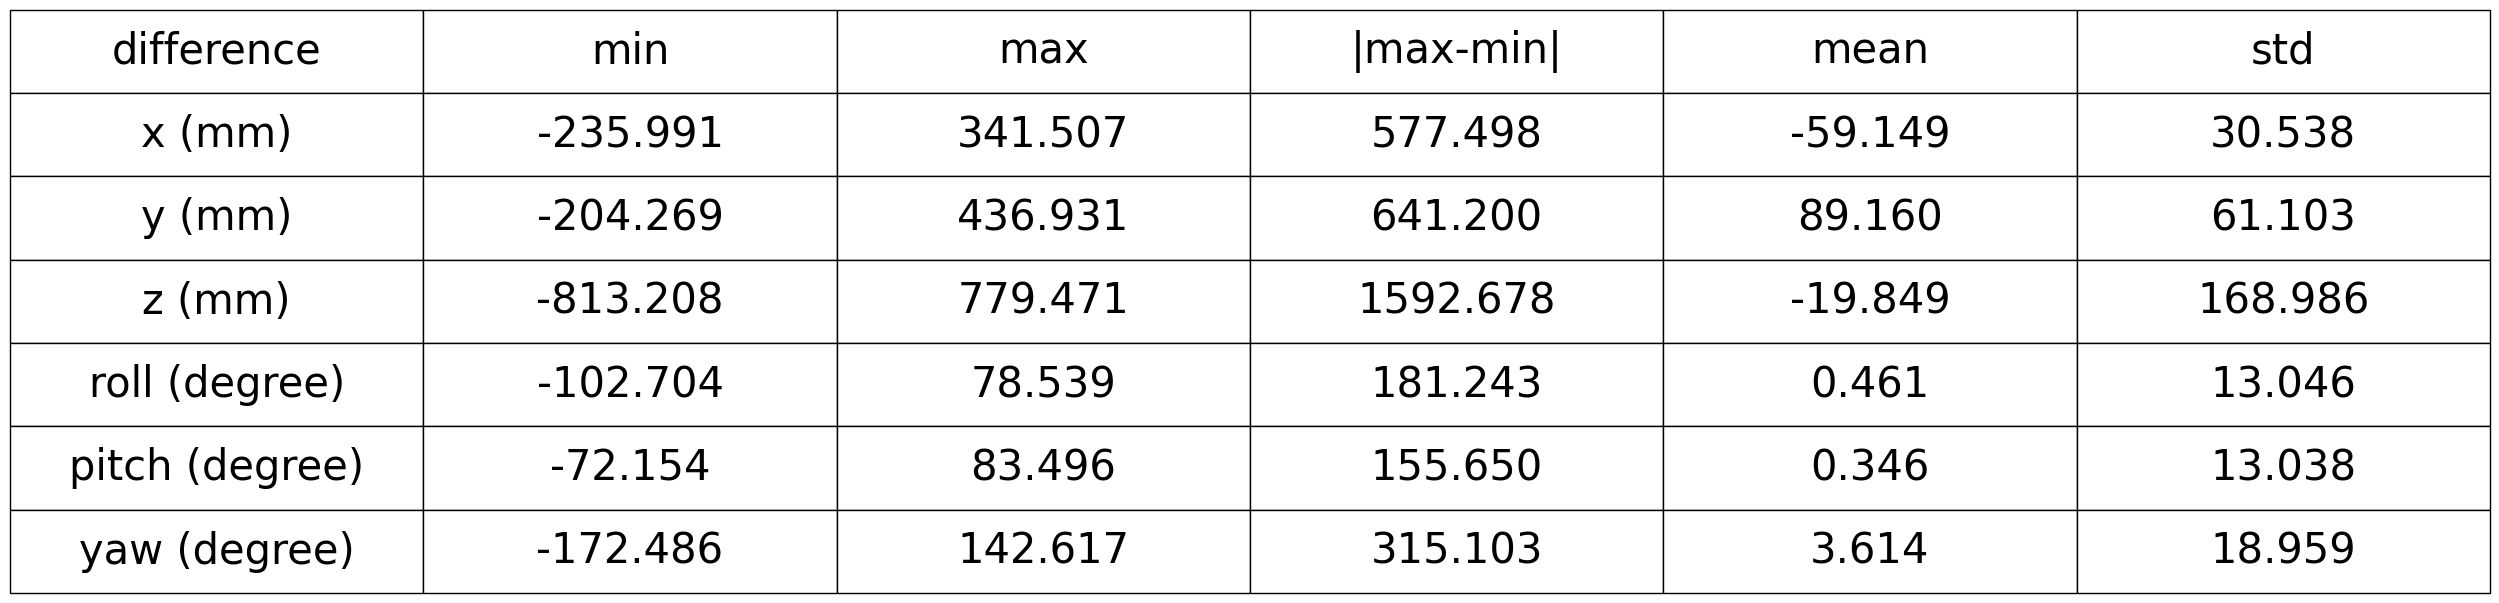 difference min max |max-min| mean std
x (mm) -235.991 341.507 577.498 -59.149 30.538
y (mm) -204.269 436.931 641.200 89.160 61.103
z (mm) -813.208 779.471 1592.678 -19.849 168.986
roll (degree) -102.704 78.539 181.243 0.461 13.046
pitch (degree) -72.154 83.496 155.650 0.346 13.038
yaw (degree) -172.486 142.617 315.103 3.614 18.959